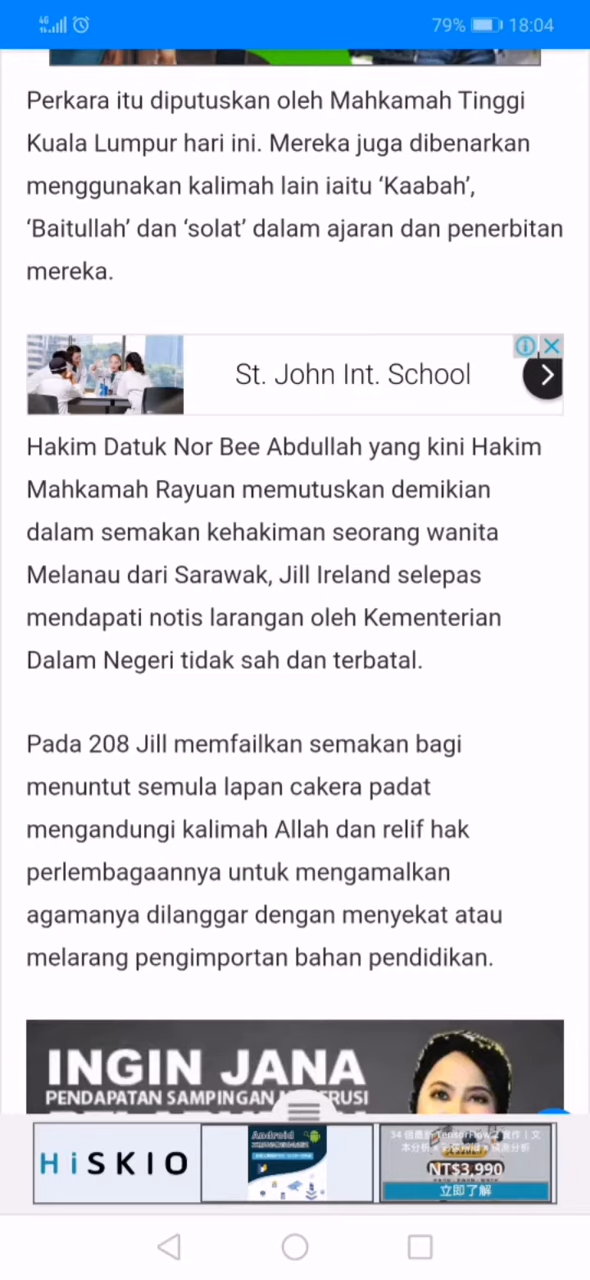 4G
79% 18:04
Perkara itu diputuskan oleh Mahkamah Tinggi
Kuala Lumpur hari ini. Mereka juga dibenarkan
menggunakan kalimah lain iaitu ‘Kaabah’,
‘Baitullah’ dan ‘solat’ dalam ajaran dan penerbitan
mereka.
St. John Int. School
Hakim Datuk Nor Bee Abdullah yang kini Hakim
Mahkamah Rayuan memutuskan demikian
dalam semakan kehakiman seorang wanita
Melanau dari Sarawak, Jill Ireland selepas
mendapati notis larangan oleh Kementerian
Dalam Negeri tidak sah dan terbatal.
Pada 208 Jill memfailkan semakan bagi
menuntut semula lapan cakera padat
mengandungi kalimah Allah dan relif hak
perlembagaannya untuk mengamalkan
agamanya dilanggar dengan menyekat atau
melarang pengimportan bahan pendidikan.
INGIN JANA
PENDAPATAN SAMPINGAN
HiSKIO
Android
NT$3,990
立即了解